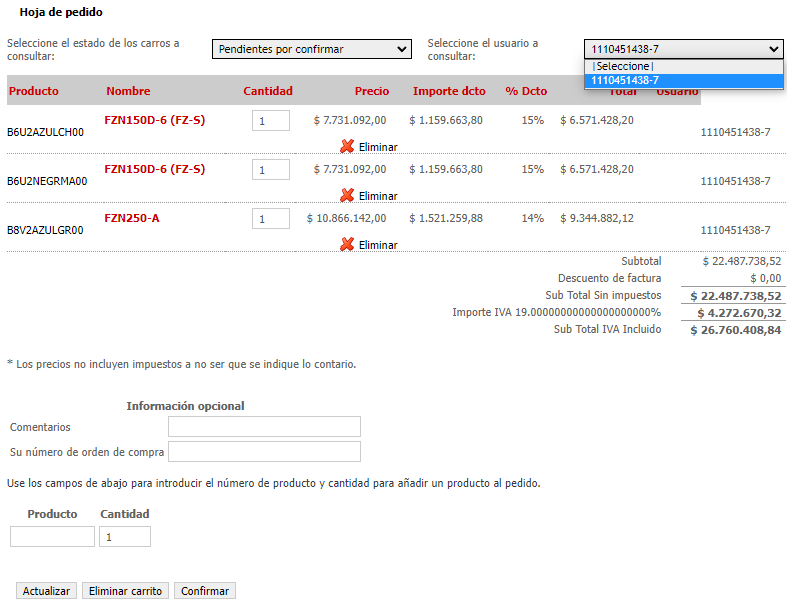 Hoja de pedido
Seleccione el estado de los carros a consultar: Pendientes por confirmar Seleccione el usuario a consultar: 1110451438-7
|Seleccione|
1110451438-7
Producto Nombre Cantidad Precio Importe dcto % Dcto Total Usuario
B6U2AZULCH00 FZN150D-6 (FZ-S) 1 $ 7.731.092,00 $ 1.159.663,80 15% $ 6.571.428,20 1110451438-7
Eliminar
B6U2NEGRMA00 FZN150D-6 (FZ-S) 1 $ 7.731.092,00 $ 1.159.663,80 15% $ 6.571.428,20 1110451438-7
Eliminar
B8V2AZULGR00 FZN250-A 1 $ 10.866.142,00 $ 1.521.259,88 14% $ 9.344.882,12 1110451438-7
Eliminar
Subtotal $ 22.487.738,52
Descuento de factura $ 0,00
Sub Total Sin impuestos $ 22.487.738,52
Importe IVA 19.00000000000000000000% $ 4.272.670,32
Sub Total IVA Incluido $ 26.760.408,84
* Los precios no incluyen impuestos a no ser que se indique lo contario.
Información opcional
Comentarios
Su número de orden de compra
Use los campos de abajo para introducir el número de producto y cantidad para añadir un producto al pedido.
Producto Cantidad
1
Actualizar Eliminar carrito Confirmar